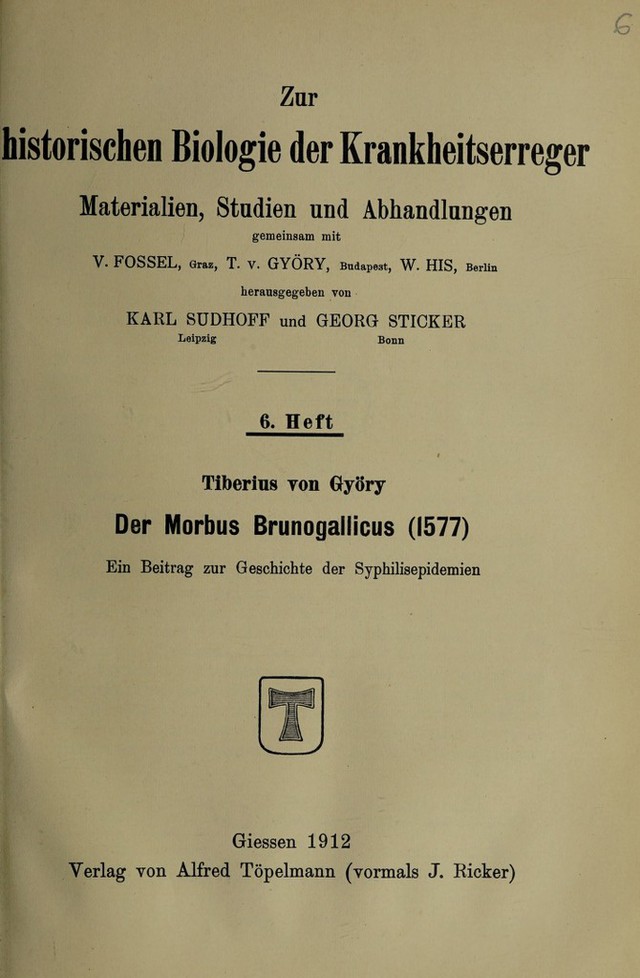 6
Zur
historischen Biologie der Krankheitserreger
Materialien, Studien und Abhandlungen
gemeinsam mit
V. FOSSEL, Graz, T. v. GYÖRY, Budapest, W. HIS, Berlin
herausgegeben von
KARL SUDHOFF und GEORG STICKER
Leipzig Bonn
6. Heft
Tiberius von Györy
Der Morbus Brunogallicus (1577)
Ein Beitrag zur Geschichte der Syphilisepidemien
T
Giessen 1912
Verlag von Alfred Töpelmann (vormals J. Ricker)